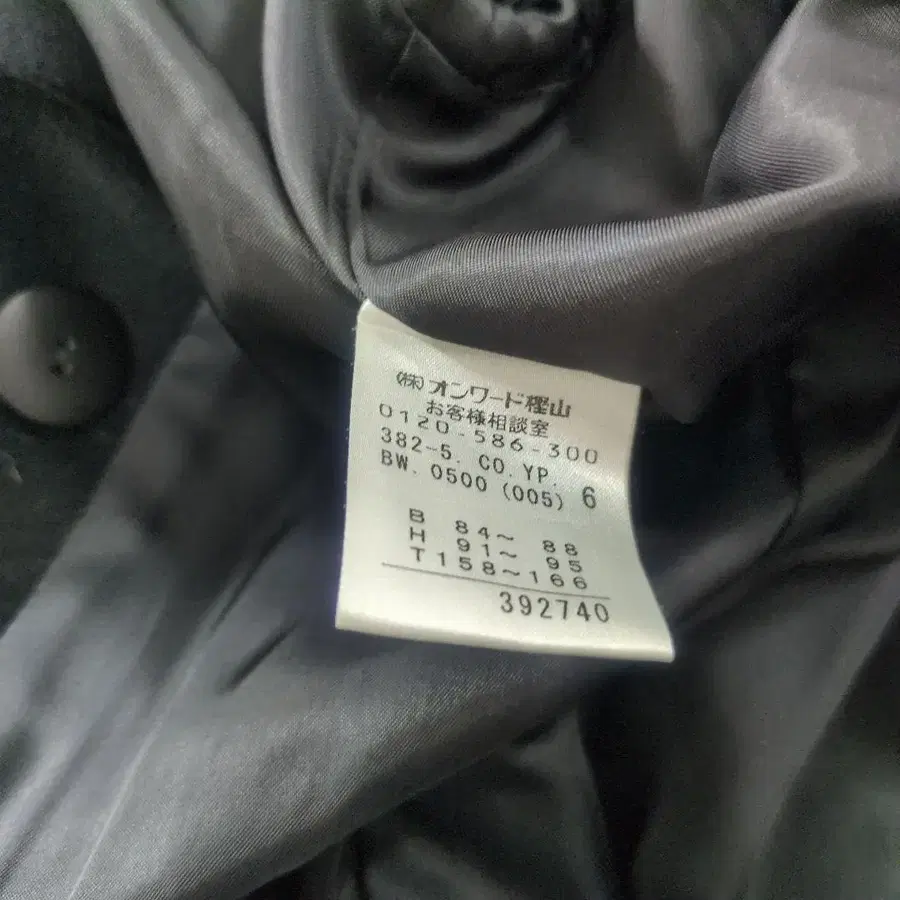 (株)オンワード樫山
お客様相談室
0120-586-300
382-5. CO.YP. 6
BW. 0500 (005)
B 84~ 88
H 91~ 95
T158~166
392740